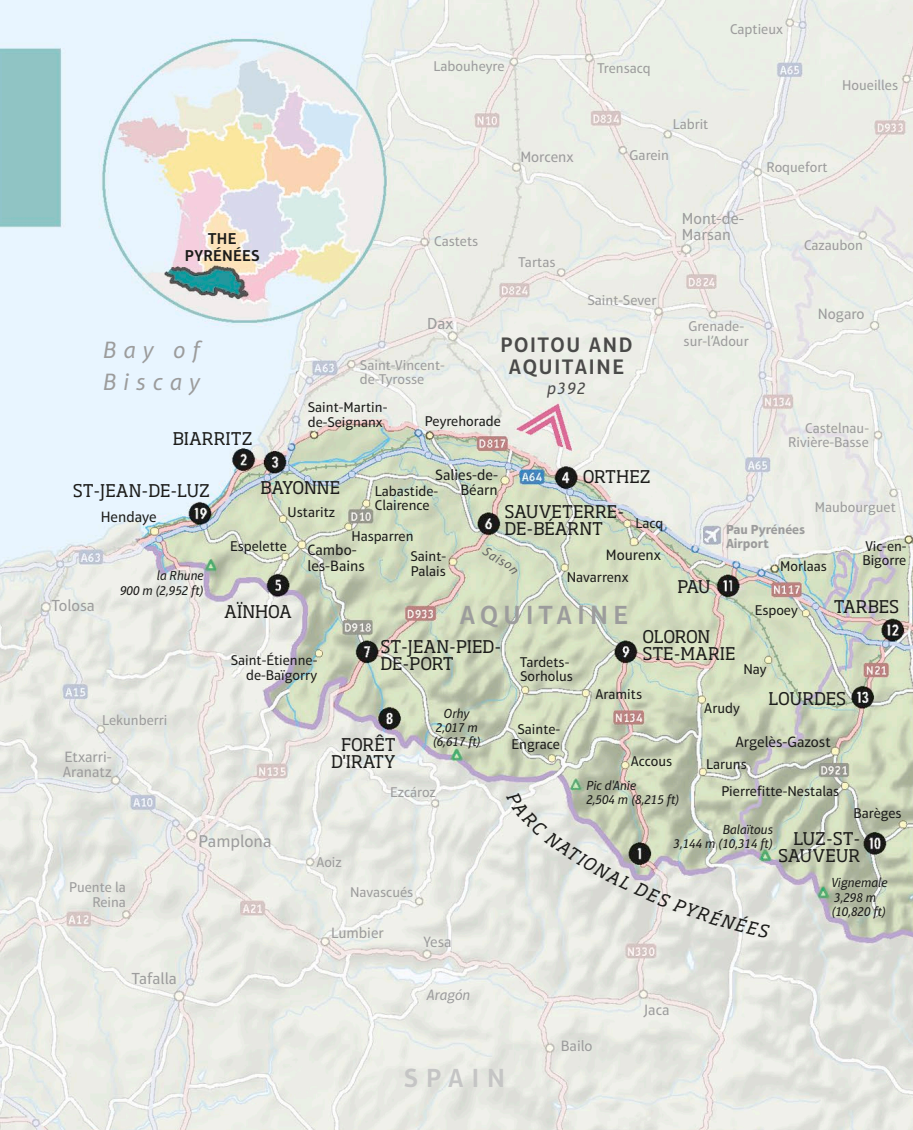 Captieux
Labouheyre
Trensacq
A65
Houeilles
N10
D834
Labrit
D933
Garein
Morcenx
Roquefort
THE
PYRÉNÉES
Mont-de-
Marsan
Castets
Cazaubon
Tartas
D824
D824
Saint-Sever
Nogaro
Dax
Grenade-
sur-l'Adour
Bay of
Biscay
POITOU AND
AQUITAINE
p392
A63
Saint-Vincent-
de-Tyrosse
N134
Saint-Martin-
de-Seignanx
Peyrehorade
Castelnau-
Rivière-Basse
BIARRITZ
2
3
D817
A65
BAYONNE
Salies-de-
Béarn
A64
4
ORTHEZ
ST-JEAN-DE-LUZ
19
Labastide-
Clairence
Maubourguet
Hendaye
Ustaritz
D10
6
SAUVETERRE-
DE-BÉARNT
Lacq
Pau Pyrénées
Airport
Hasparren
A63
Espelette
Cambo-
les-Bains
Saint-
Palais
Saison
Mourenx
Vic-en-
Bigorre
la Rhune
900 m (2,952 ft)
Navarrenx
Morlaas
5
AÏNHOA
PAU
11
N117
Tolosa
D933
AQUITAINE
Espoey
TARBES
12
D918
7
ST-JEAN-PIED-
DE-PORT
9
OLORON
STE-MARIE
Saint-Étienne-
de-Baïgorry
Tardets-
Sorholus
Nay
N21
A15
Aramits
LOURDES
13
Lekunberri
8
FORÊT
D'IRATY
Orhy
2,017 m
(6,617 ft)
N134
Arudy
Sainte-
Engrace
Argelès-Gazost
Etxarri-
Aranatz
N135
Accous
Laruns
D921
Ezcároz
Pic d'Anie
2,504 m (8,215 ft)
Pierrefitte-Nestalas
A10
Barèges
PARC NATIONAL DES PYRÉNÉES
Pamplona
1
Balaïtous
3,144 m (10,314 ft)
LUZ-ST-
SAUVEUR
10
Aoiz
Vignemale
3,298 m
(10,820 ft)
Puente la
Reina
Navascués
A12
A21
Lumbier
Yesa
N330
Tafalla
Aragón
Jaca
Bailo
SPAIN